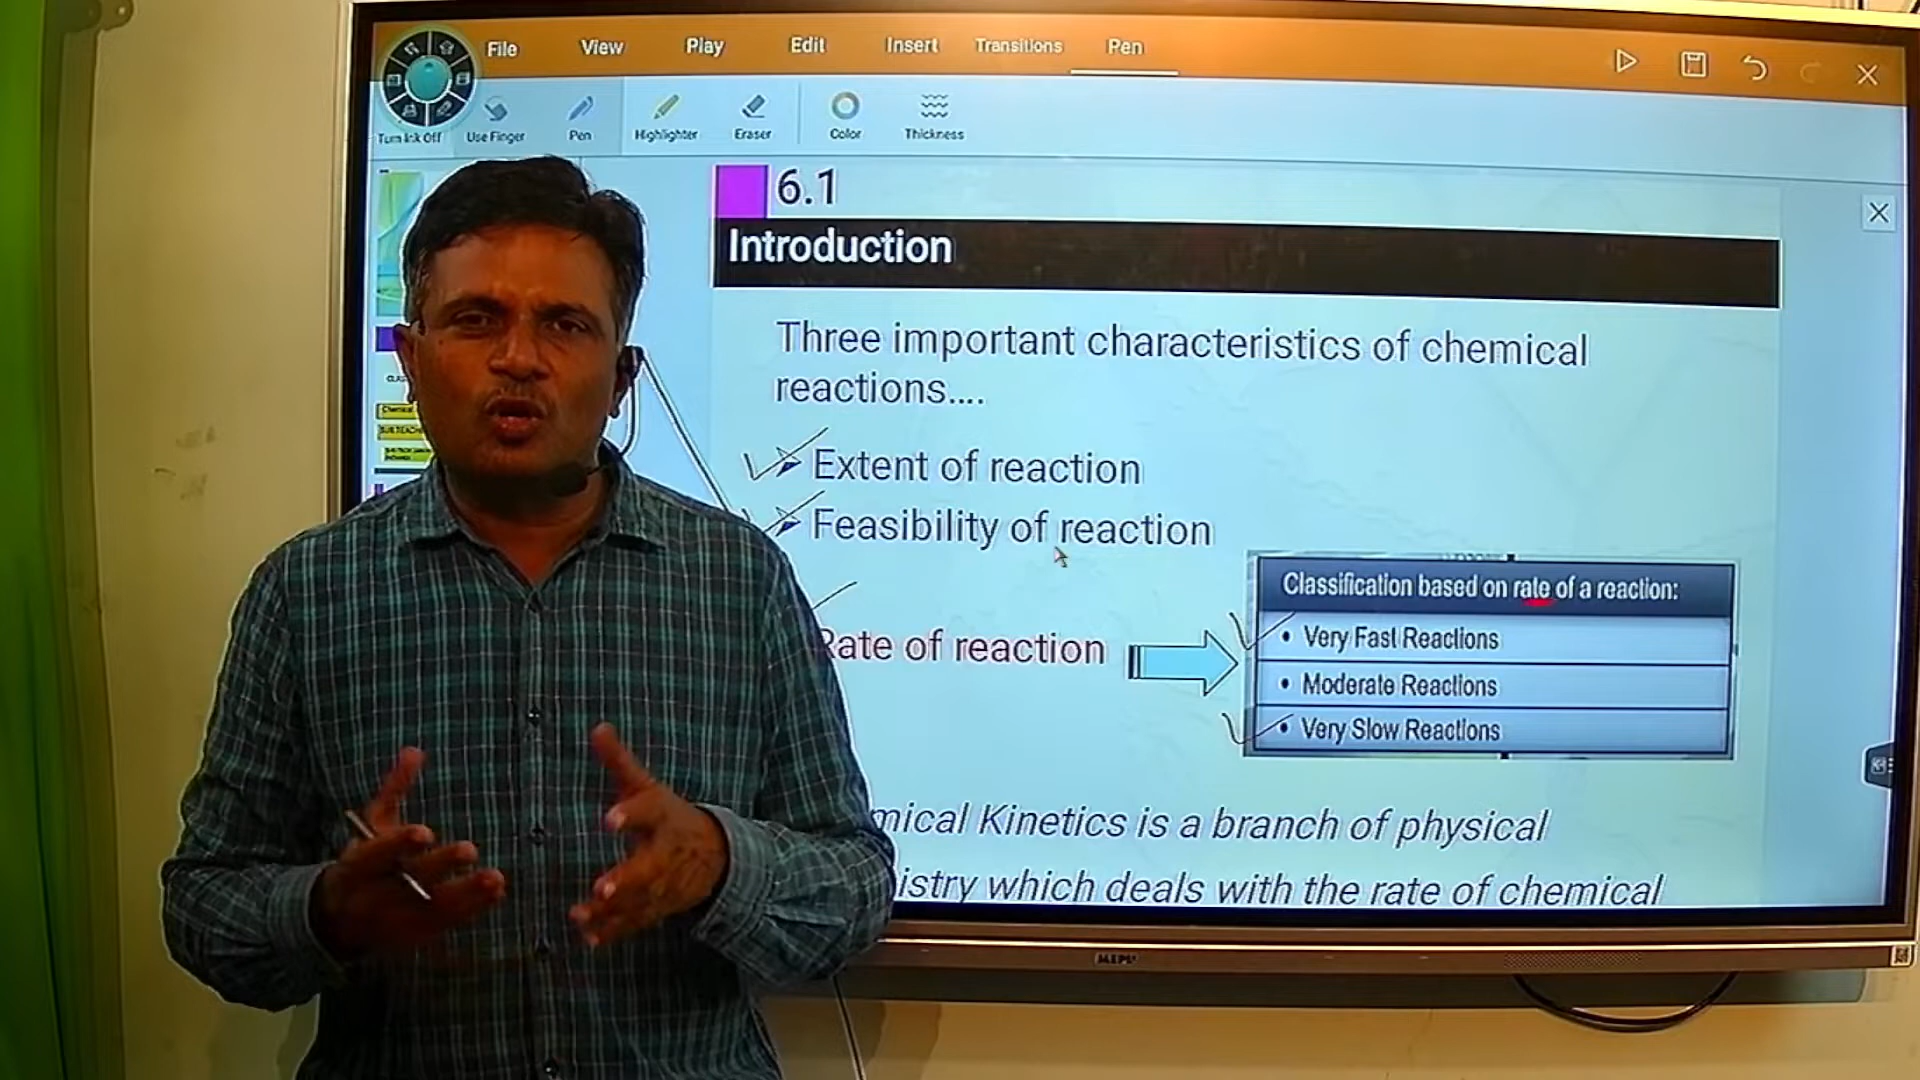 File View Play Edit Insert Transitions Pen
Turn Ink Off Use Finger Pen Highlighter Eraser Color Thickness
6.1
Introduction
Three important characteristics of chemical
reactions....
Extent of reaction
Feasibility of reaction
Rate of reaction
Classification based on rate of a reaction:
• Very Fast Reactions
• Moderate Reactions
• Very Slow Reactions
mical Kinetics is a branch of physical
istry which deals with the rate of chemical